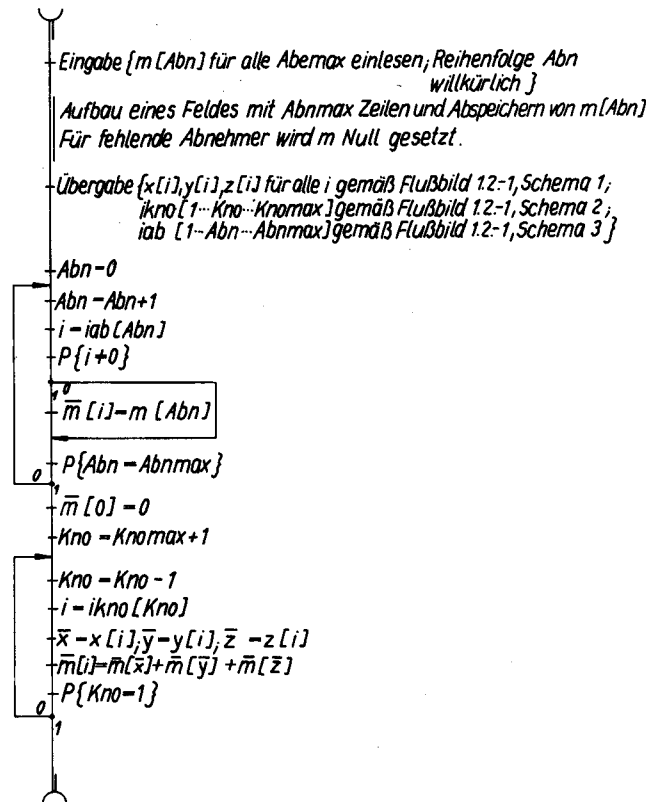 Eingabe {m [Abn] für alle Abemax einlesen; Reihenfolge Abn
willkürlich }
Aufbau eines Feldes mit Abnmax Zeilen und Abspeichern von m[Abn]
Für fehlende Abnehmer wird m Null gesetzt.
Übergabe {x[i],y[i],z[i] für alle i gemäß Flußbild 1.2.-1, Schema 1;
ikno [1...Kno...Knomax] gemäß Flußbild 1.2.-1, Schema 2;
iab [1...Abn...Abnmax] gemäß Flußbild 1.2.-1, Schema 3 }
Abn=0
Abn=Abn+1
i=iab[Abn]
P{i≠0}
0
1
m̅[i]=m [Abn]
P{Abn=Abnmax}
0
1
m̅ [0] =0
Kno =Knomax+1
Kno =Kno - 1
i=ikno[Kno]
x̅ =x [i]; y̅=y[i]; z̅ =z[i]
m̅[i]=m̅[x̅]+m̅[y̅] +m̅[z̅]
P{Kno=1}
0
1